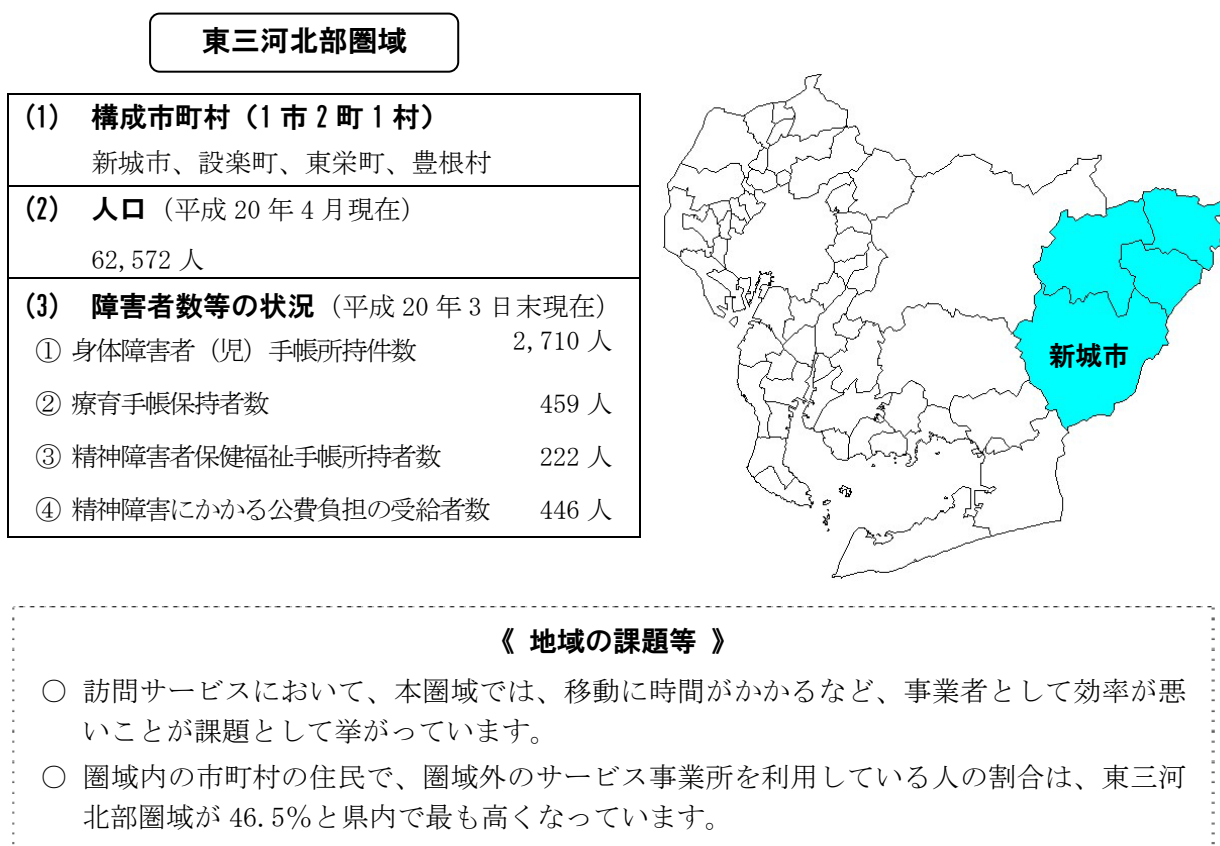 東三河北部圏域
(1) 構成市町村(1市2町1村)
新城市、設楽町、東栄町、豊根村
(2) 人口(平成20年4月現在)
62,572人
(3) 障害者数等の状況(平成20年3日末現在)
① 身体障害者(児)手帳所持件数 2,710人
② 療育手帳保持者数 459人
③ 精神障害者保健福祉手帳所持者数 222人
④ 精神障害にかかる公費負担の受給者数 446人
新城市
《 地域の課題等 》
○ 訪問サービスにおいて、本圏域では、移動に時間がかかるなど、事業者として効率が悪
いことが課題として挙がっています。
○ 圏域内の市町村の住民で、圏域外のサービス事業所を利用している人の割合は、東三河
北部圏域が46.5%と県内で最も高くなっています。